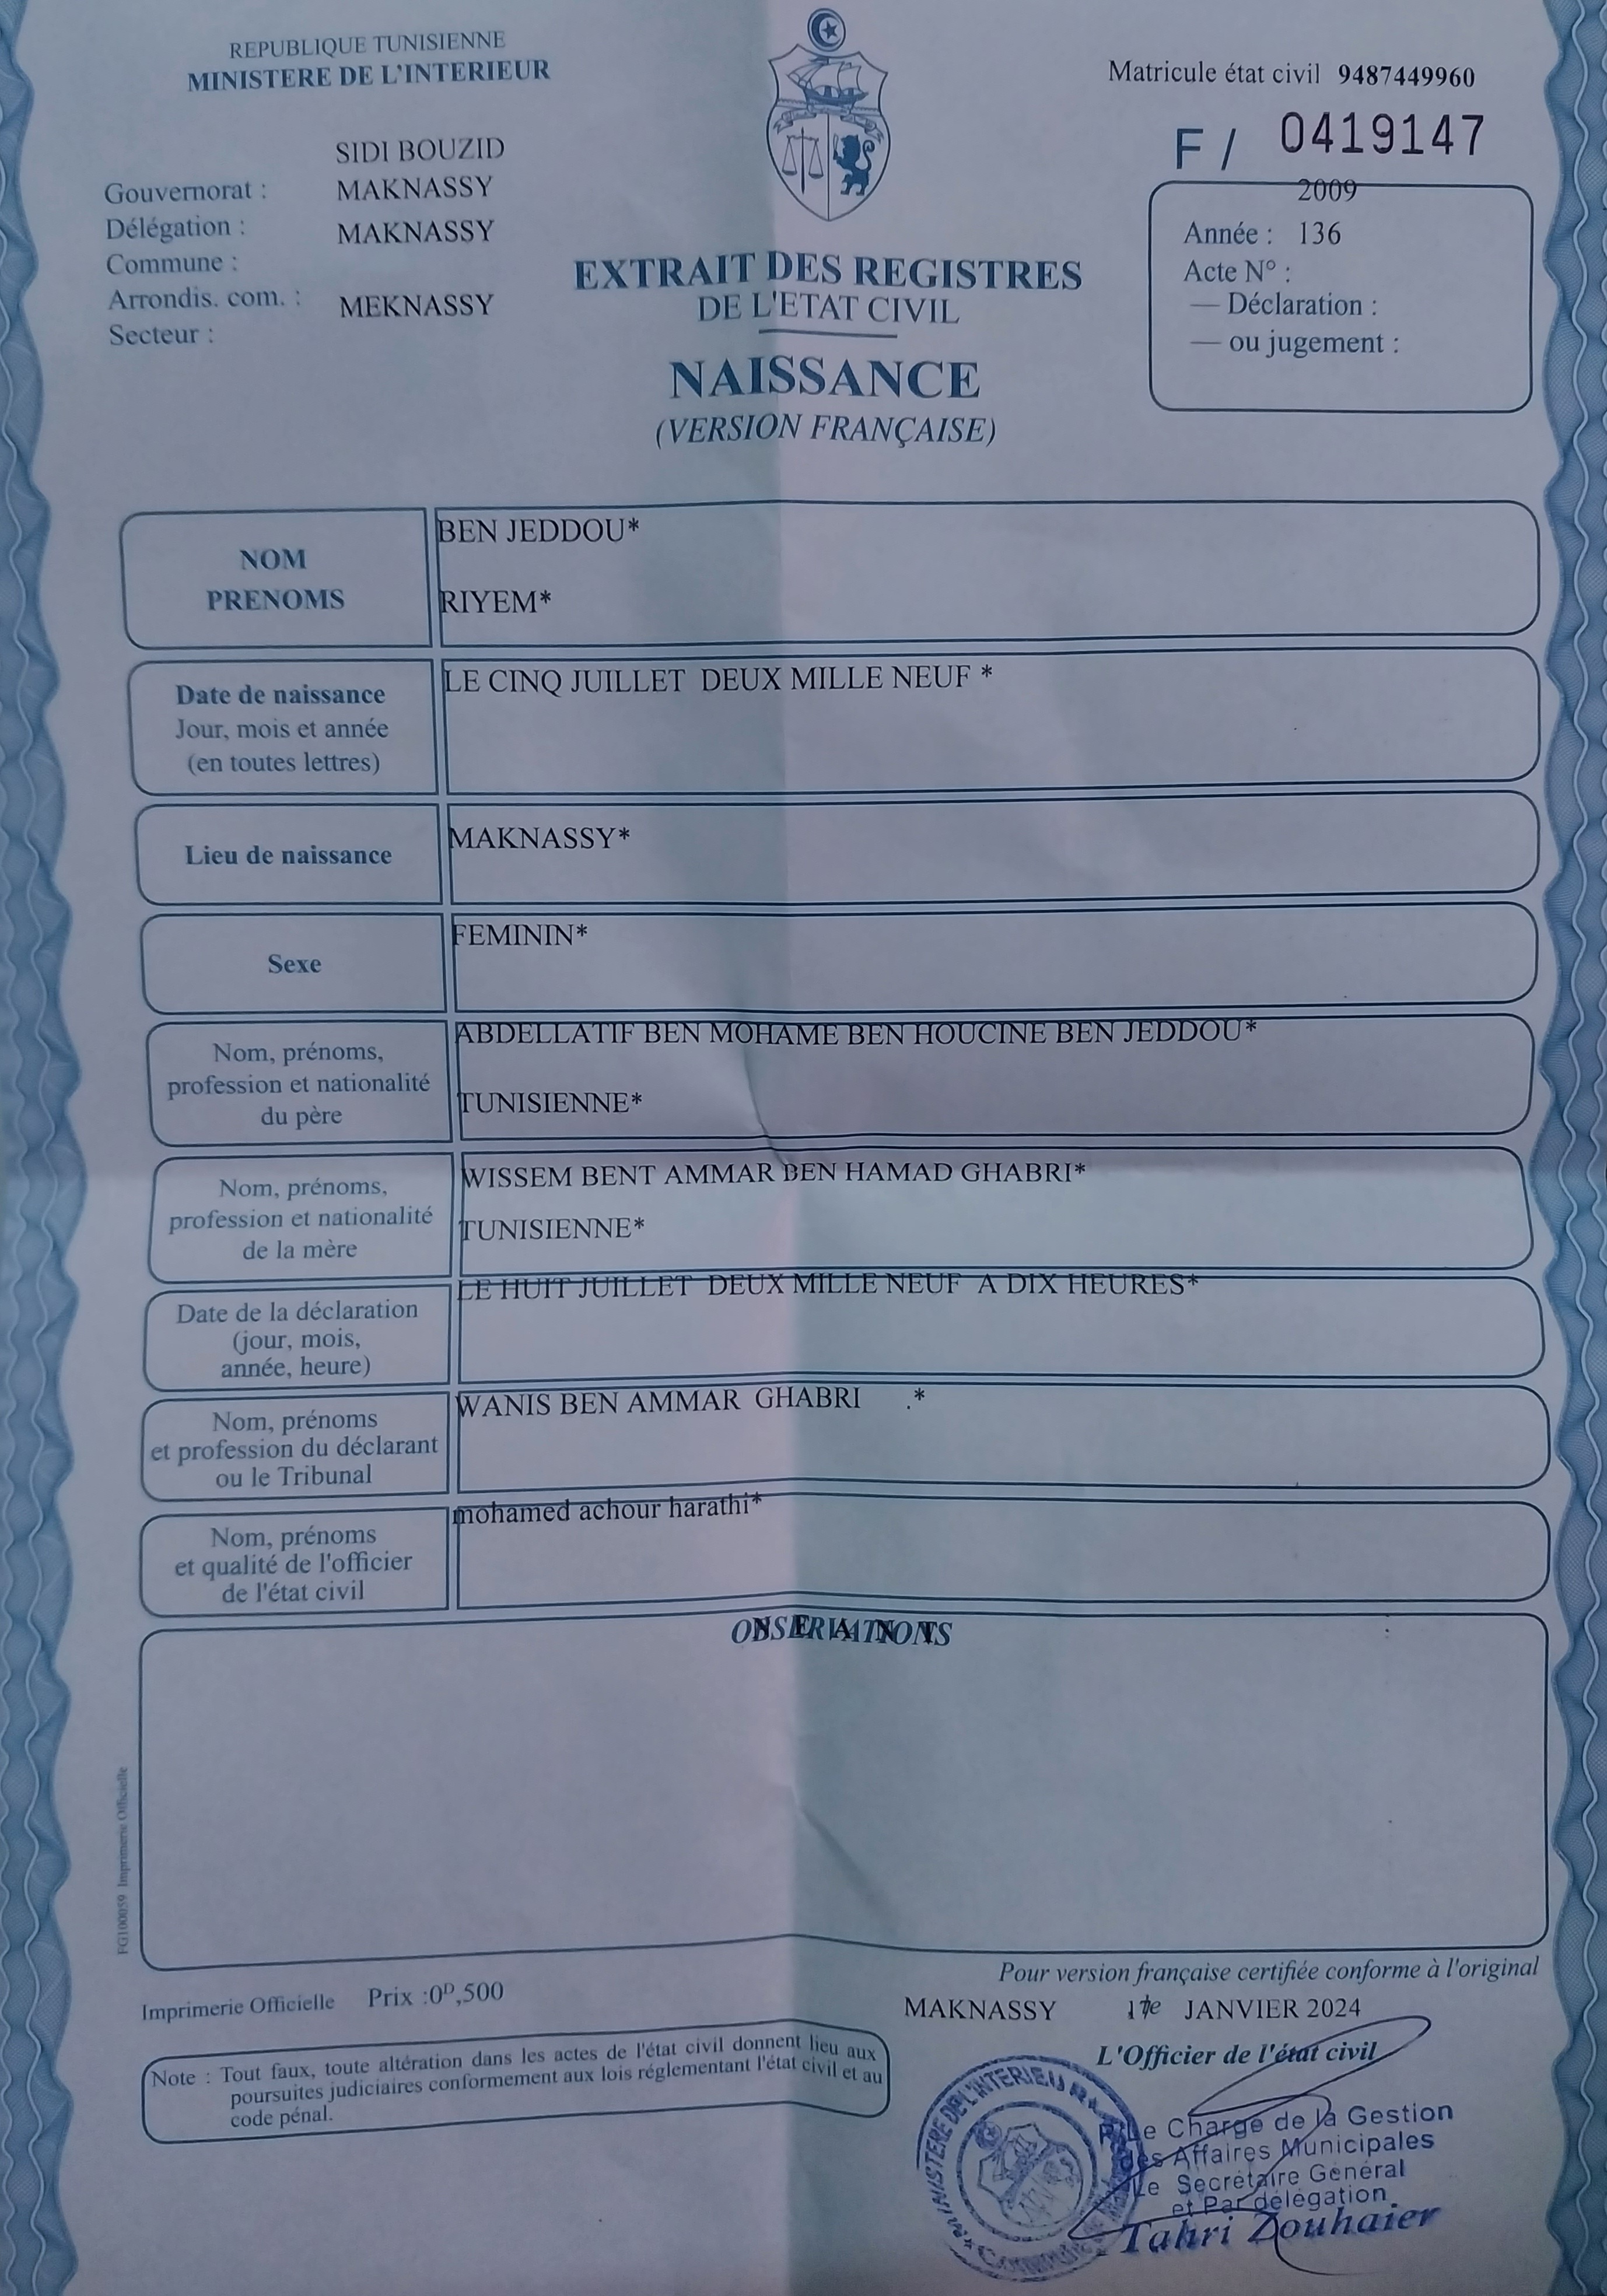 REPUBLIQUE TUNISIENNE
MINISTERE DE L'INTERIEUR
Matricule état civil 9487449960
F / 0419147
SIDI BOUZID
Gouvernorat : MAKNASSY
Délégation : MAKNASSY
Commune :
Arrondis. com. : MEKNASSY
Secteur :
2009
Année : 136
Acte N° :
— Déclaration :
— ou jugement :
EXTRAIT DES REGISTRES
DE L'ETAT CIVIL
NAISSANCE
(VERSION FRANÇAISE)
NOM
PRENOMS
BEN JEDDOU*
RIYEM*
Date de naissance
Jour, mois et année
(en toutes lettres)
LE CINQ JUILLET DEUX MILLE NEUF *
Lieu de naissance
MAKNASSY*
Sexe
FEMININ*
Nom, prénoms,
profession et nationalité
du père
ABDELLATIF BEN MOHAME BEN HOUCINE BEN JEDDOU*
TUNISIENNE*
Nom, prénoms,
profession et nationalité
de la mère
WISSEM BENT AMMAR BEN HAMAD GHABRI*
TUNISIENNE*
Date de la déclaration
(jour, mois,
année, heure)
LE HUIT JUILLET DEUX MILLE NEUF A DIX HEURES*
Nom, prénoms
et profession du déclarant
ou le Tribunal
WANIS BEN AMMAR GHABRI .*
Nom, prénoms
et qualité de l'officier
de l'état civil
mohamed achour harathi*
OBSERVATIONS
N E A N T
FG100059 Imprimerie Officielle
Imprimerie Officielle Prix :0ᴰ,500
Note : Tout faux, toute altération dans les actes de l'état civil donnent lieu aux
poursuites judiciaires conformement aux lois réglementant l'état civil et au
code pénal.
Pour version française certifiée conforme à l'original
MAKNASSY JANVIER 2024
L'Officier de l'état civil
MINISTERE DE L'INTERIEUR
P/Le Chargé de la Gestion
des Affaires Municipales
Le Secrétaire Général
et Par délégation
Tahri Zouhaier